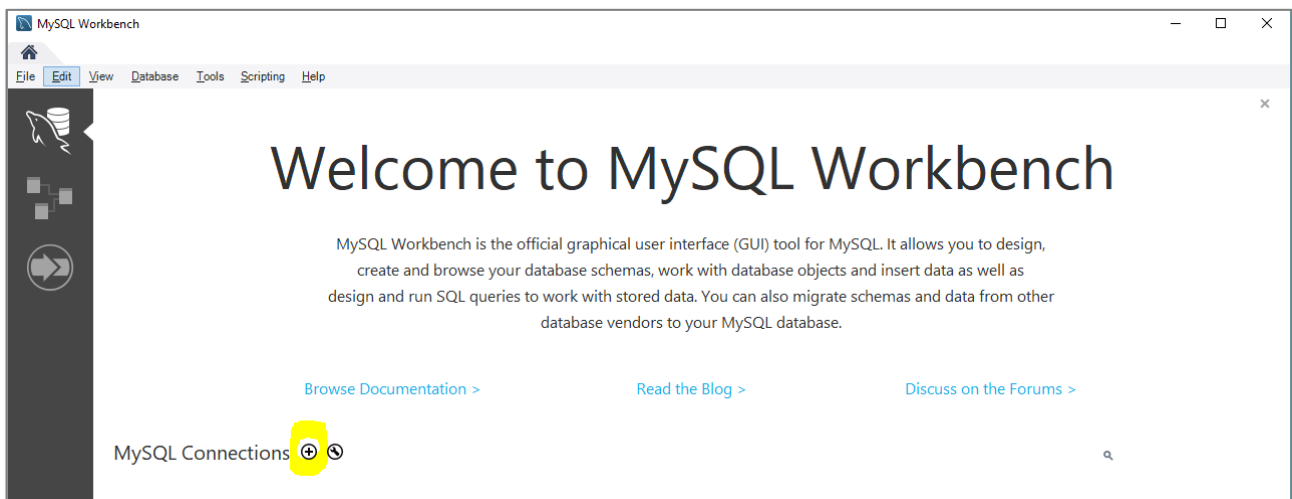 MySQL Workbench
File Edit View Database Tools Scripting Help
Welcome to MySQL Workbench
MySQL Workbench is the official graphical user interface (GUI) tool for MySQL. It allows you to design,
create and browse your database schemas, work with database objects and insert data as well as
design and run SQL queries to work with stored data. You can also migrate schemas and data from other
database vendors to your MySQL database.
Browse Documentation > Read the Blog > Discuss on the Forums >
MySQL Connections